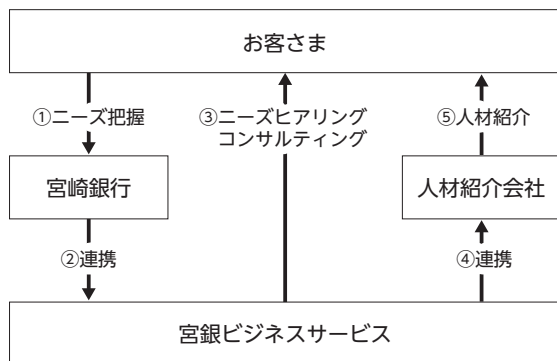 お客さま
①ニーズ把握
③ニーズヒアリング
コンサルティング
⑤人材紹介
宮崎銀行
人材紹介会社
②連携
④連携
宮銀ビジネスサービス